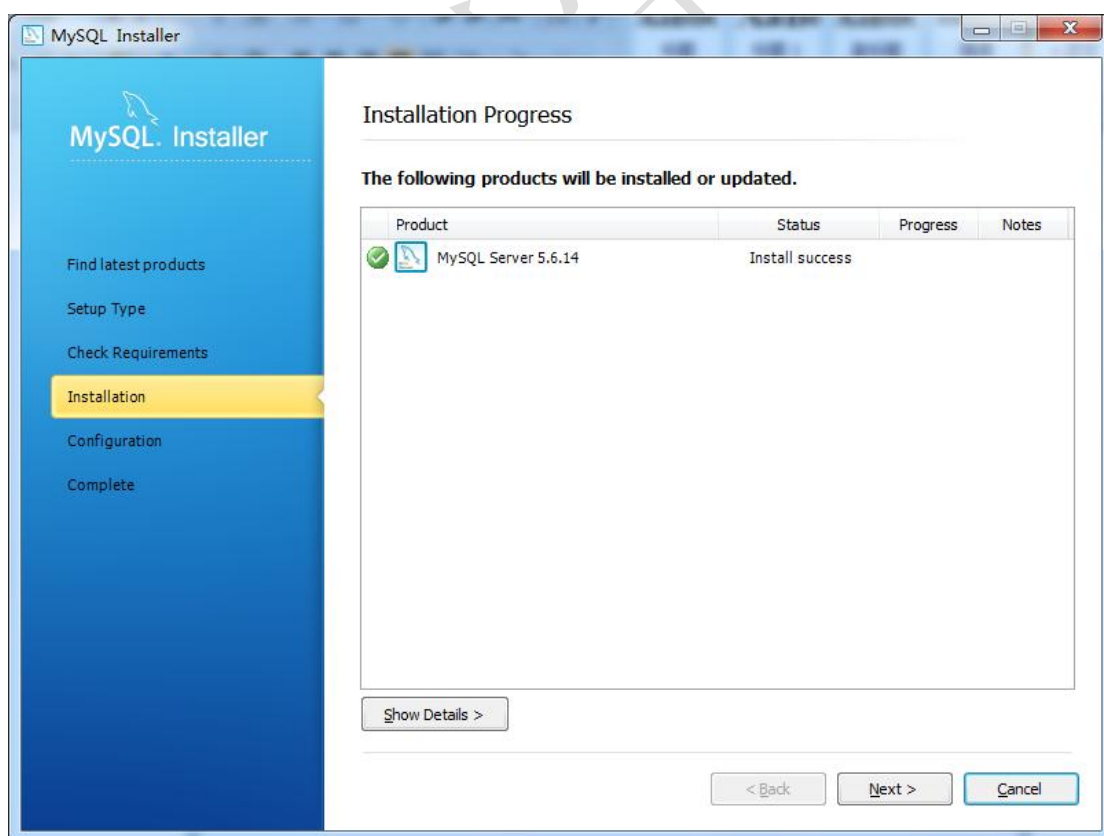 MySQL Installer
MySQL. Installer
Find latest products
Setup Type
Check Requirements
Installation
Configuration
Complete
Installation Progress
The following products will be installed or updated.
Product Status Progress Notes
MySQL Server 5.6.14 Install success
Show Details >
< Back Next > Cancel